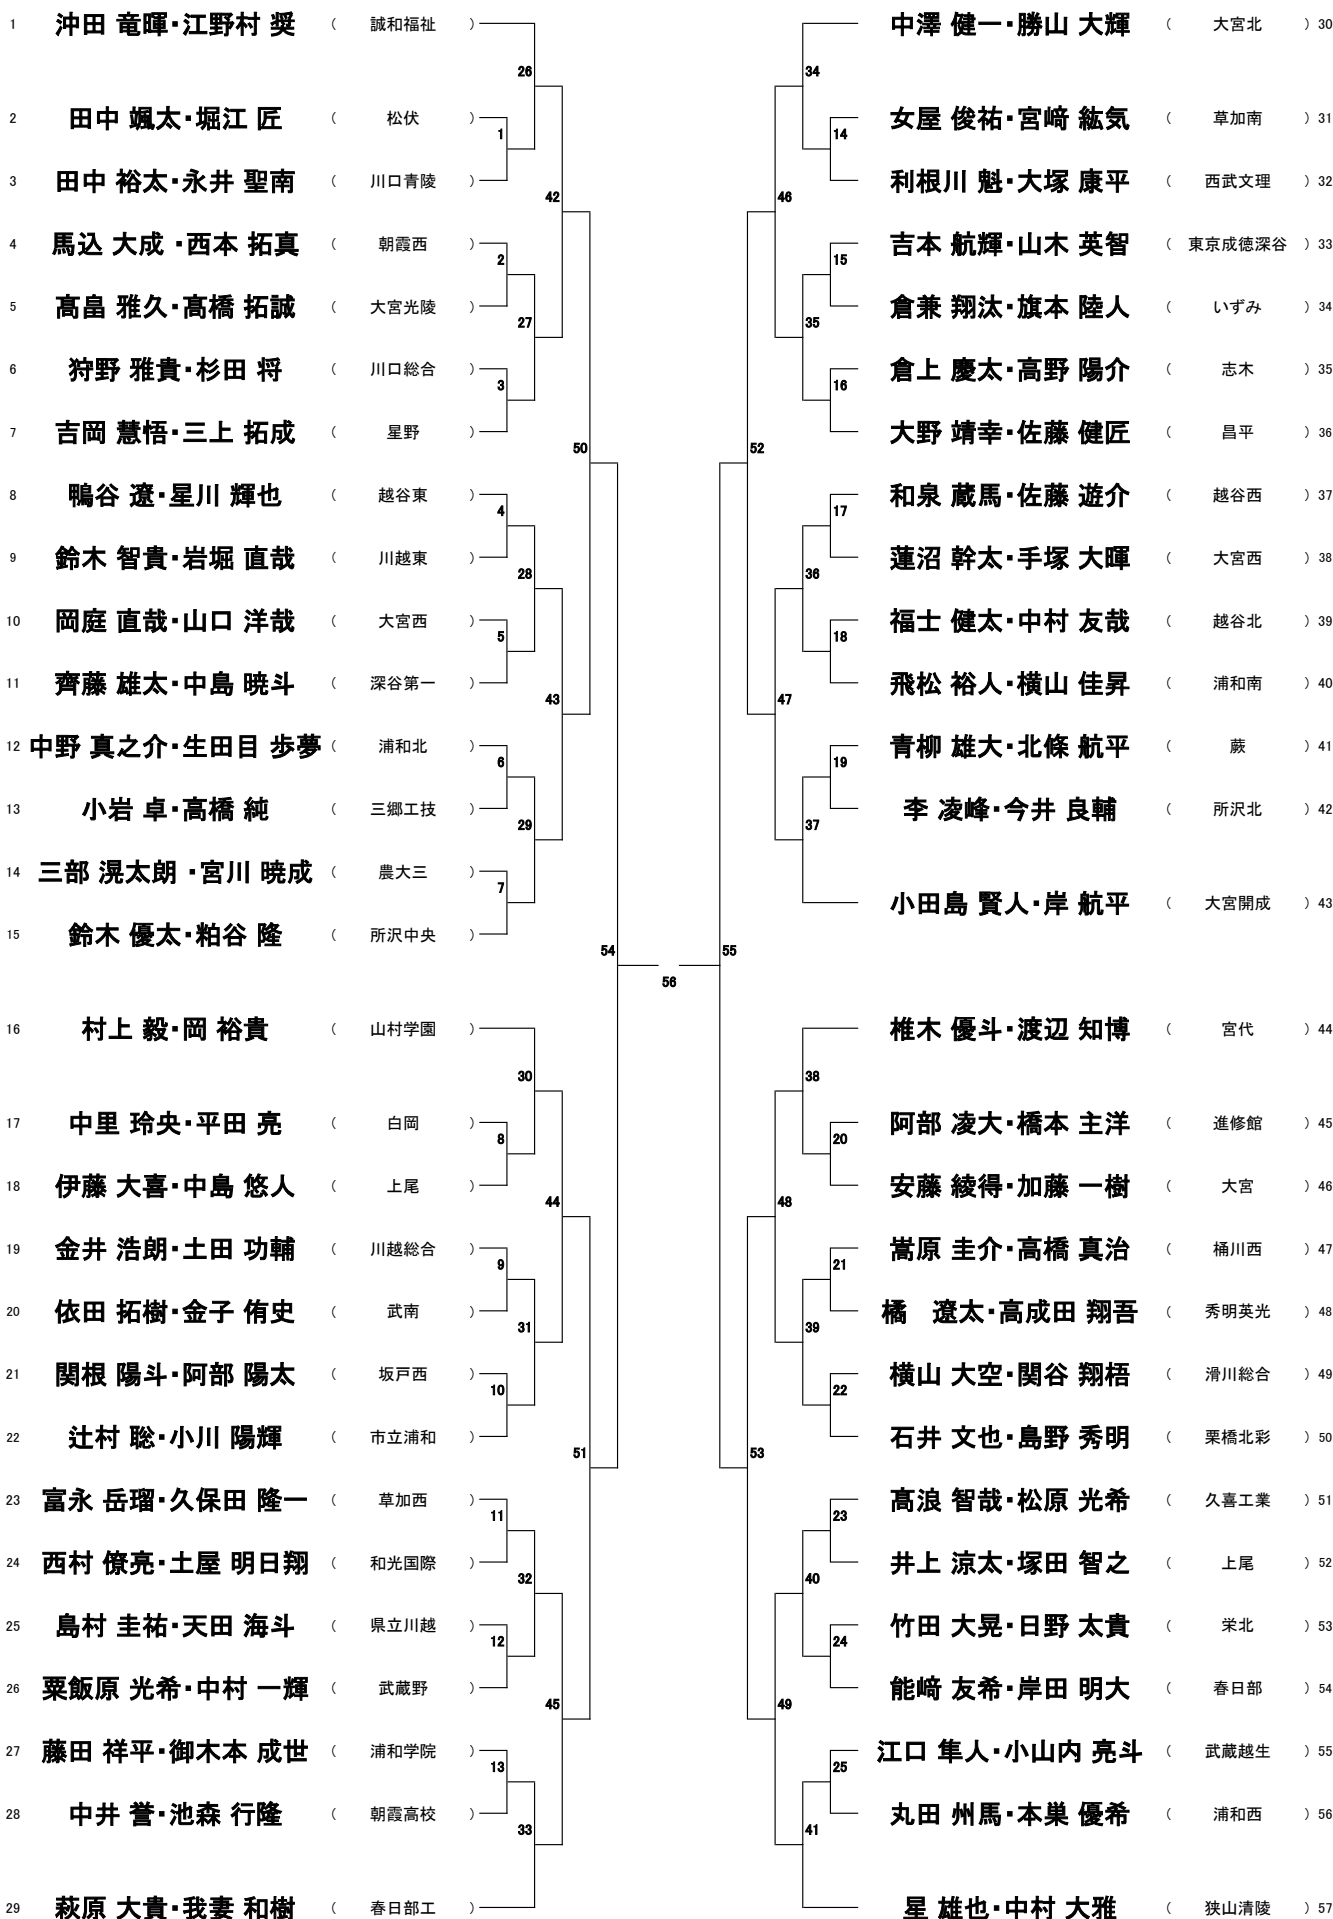 1 沖田 竜暉・江野村 奨 （ 誠和福祉 ）
26
2 田中 颯太・堀江 匠 （ 松伏 ）
1
3 田中 裕太・永井 聖南 （ 川口青陵 ）
42
4 馬込 大成 ・西本 拓真 （ 朝霞西 ）
2
5 髙畠 雅久・髙橋 拓誠 （ 大宮光陵 ）
27
6 狩野 雅貴・杉田 将 （ 川口総合 ）
3
7 吉岡 慧悟・三上 拓成 （ 星野 ）
50
8 鴨谷 遼・星川 輝也 （ 越谷東 ）
4
9 鈴木 智貴・岩堀 直哉 （ 川越東 ）
28
10 岡庭 直哉・山口 洋哉 （ 大宮西 ）
5
11 齊藤 雄太・中島 暁斗 （ 深谷第一 ）
43
12 中野 真之介・生田目 歩夢 （ 浦和北 ）
6
13 小岩 卓・高橋 純 （ 三郷工技 ）
29
14 三部 滉太朗 ・宮川 暁成 （ 農大三 ）
7
15 鈴木 優太・粕谷 隆 （ 所沢中央 ）
54
16 村上 毅・岡 裕貴 （ 山村学園 ）
30
17 中里 玲央・平田 亮 （ 白岡 ）
8
18 伊藤 大喜・中島 悠人 （ 上尾 ）
44
19 金井 浩朗・土田 功輔 （ 川越総合 ）
9
20 依田 拓樹・金子 侑史 （ 武南 ）
31
21 関根 陽斗・阿部 陽太 （ 坂戸西 ）
10
22 辻村 聡・小川 陽輝 （ 市立浦和 ）
51
23 富永 岳瑠・久保田 隆一 （ 草加西 ）
11
24 西村 僚亮・土屋 明日翔 （ 和光国際 ）
32
25 島村 圭祐・天田 海斗 （ 県立川越 ）
12
26 粟飯原 光希・中村 一輝 （ 武蔵野 ）
45
27 藤田 祥平・御木本 成世 （ 浦和学院 ）
13
28 中井 誉・池森 行隆 （ 朝霞高校 ）
33
29 萩原 大貴・我妻 和樹 （ 春日部工 ）
56
中澤 健一・勝山 大輝 （ 大宮北 ） 30
34
女屋 俊祐・宮﨑 紘気 （ 草加南 ） 31
14
利根川 魁・大塚 康平 （ 西武文理 ） 32
46
吉本 航輝・山木 英智 （ 東京成徳深谷 ） 33
15
倉兼 翔汰・旗本 陸人 （ いずみ ） 34
35
倉上 慶太・高野 陽介 （ 志木 ） 35
16
大野 靖幸・佐藤 健匠 （ 昌平 ） 36
52
和泉 蔵馬・佐藤 遊介 （ 越谷西 ） 37
17
蓮沼 幹太・手塚 大暉 （ 大宮西 ） 38
36
福士 健太・中村 友哉 （ 越谷北 ） 39
18
飛松 裕人・横山 佳昇 （ 浦和南 ） 40
47
青柳 雄大・北條 航平 （ 蕨 ） 41
19
李 凌峰・今井 良輔 （ 所沢北 ） 42
37
小田島 賢人・岸 航平 （ 大宮開成 ） 43
55
椎木 優斗・渡辺 知博 （ 宮代 ） 44
38
阿部 凌大・橋本 主洋 （ 進修館 ） 45
20
安藤 綾得・加藤 一樹 （ 大宮 ） 46
48
嵩原 圭介・高橋 真治 （ 桶川西 ） 47
21
橘　遼太・高成田 翔吾 （ 秀明英光 ） 48
39
横山 大空・関谷 翔梧 （ 滑川総合 ） 49
22
石井 文也・島野 秀明 （ 栗橋北彩 ） 50
53
髙浪 智哉・松原 光希 （ 久喜工業 ） 51
23
井上 涼太・塚田 智之 （ 上尾 ） 52
40
竹田 大晃・日野 太貴 （ 栄北 ） 53
24
能﨑 友希・岸田 明大 （ 春日部 ） 54
49
江口 隼人・小山内 亮斗 （ 武蔵越生 ） 55
25
丸田 州馬・本巣 優希 （ 浦和西 ） 56
41
星 雄也・中村 大雅 （ 狭山清陵 ） 57